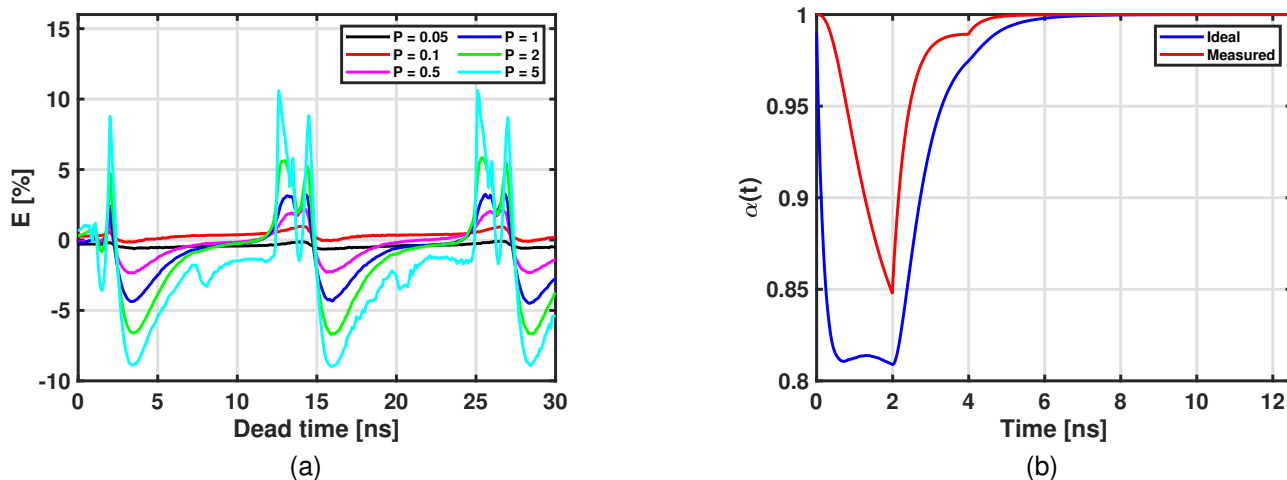 15
10
5
0
-5
-10
E [%]
P = 0.05 P = 1
P = 0.1 P = 2
P = 0.5 P = 5
0 5 10 15 20 25 30
Dead time [ns]
(a)
1
0.95
0.9
0.85
0.8
α(t)
Ideal
Measured
0 2 4 6 8 10 12
Time [ns]
(b)